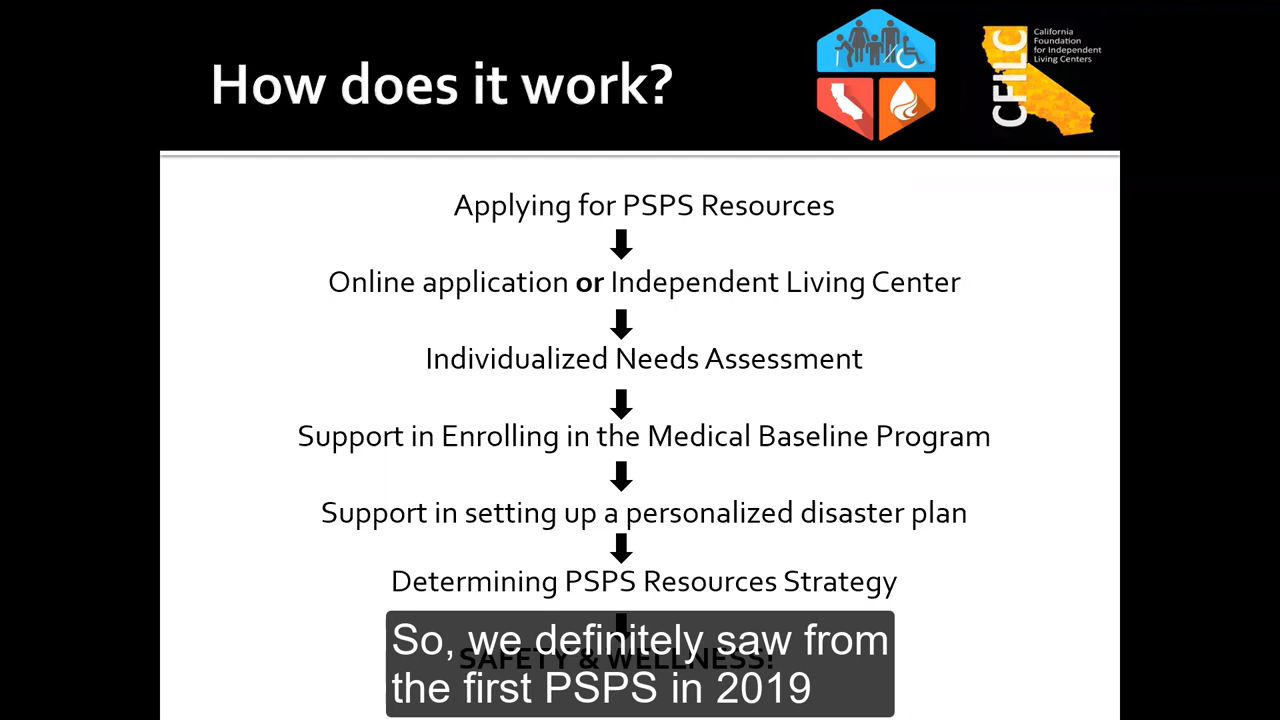 How does it work?
CFILC
California
Foundation
for Independent
Living Centers
Applying for PSPS Resources
Online application or Independent Living Center
Individualized Needs Assessment
Support in Enrolling in the Medical Baseline Program
Support in setting up a personalized disaster plan
Determining PSPS Resources Strategy
SAFETY & WELLNESS!
So, we definitely saw from
the first PSPS in 2019